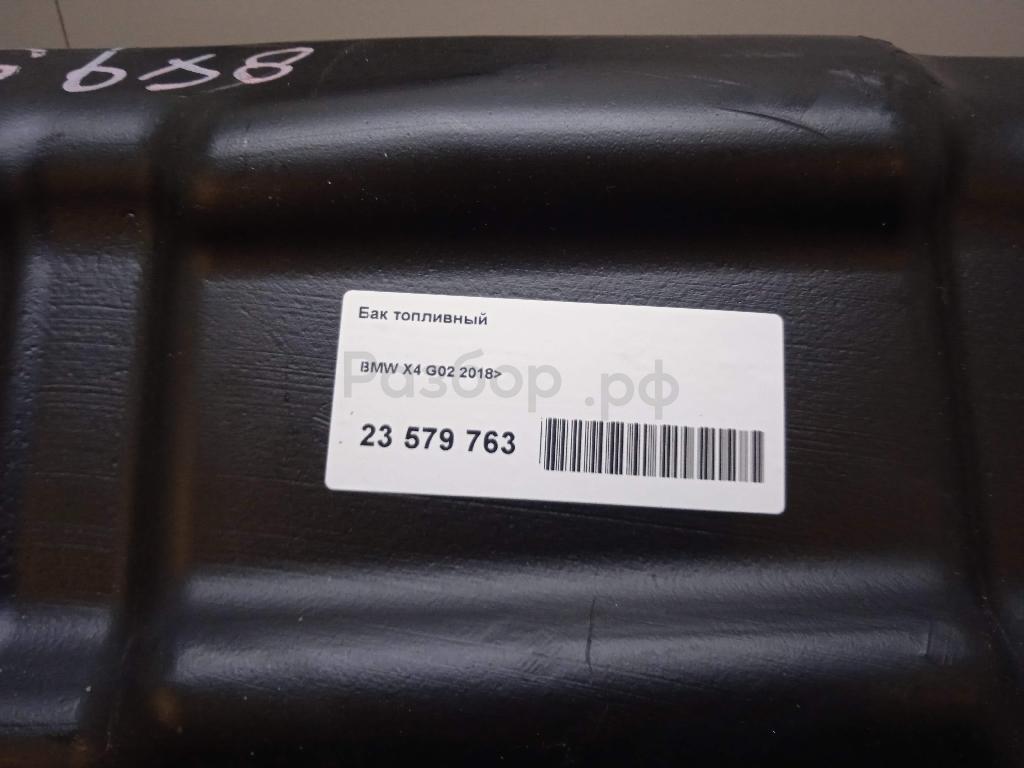 Бак топливный
BMW X4 G02 2018>
Разбор.рф
23 579 763